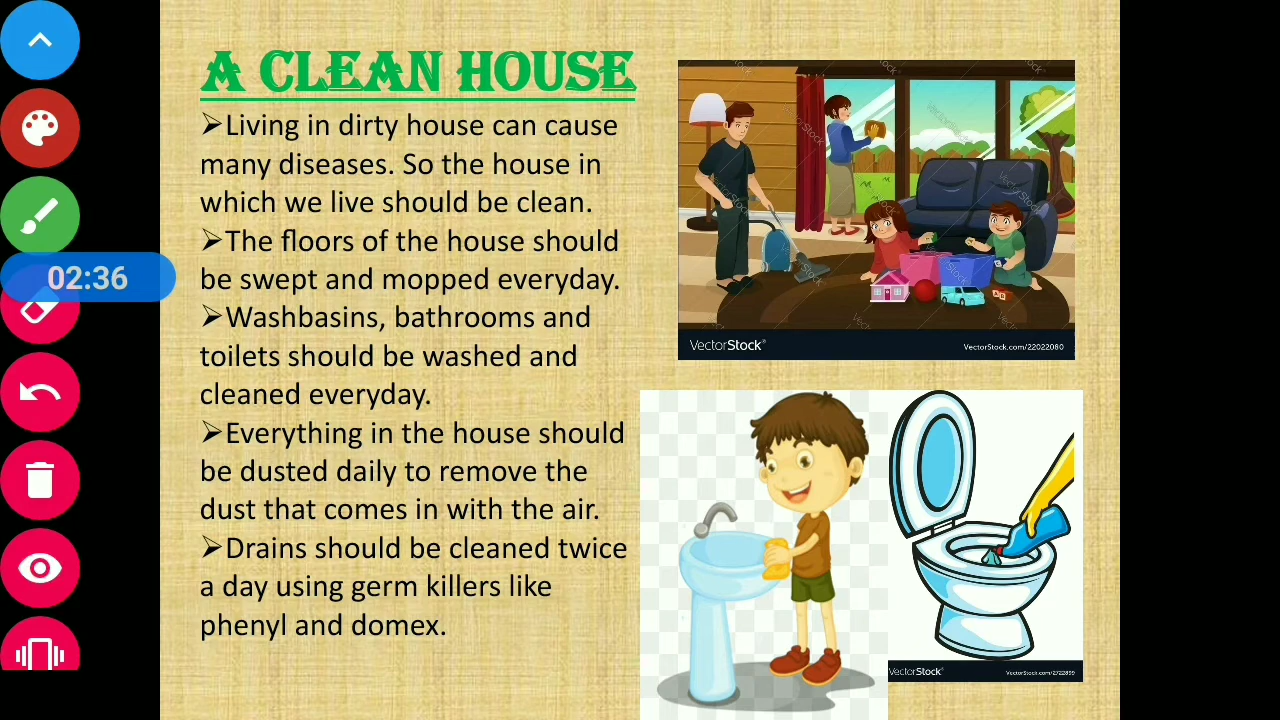 A CLEAN HOUSE
➢Living in dirty house can cause
many diseases. So the house in
which we live should be clean.
➢The floors of the house should
be swept and mopped everyday.
➢Washbasins, bathrooms and
toilets should be washed and
cleaned everyday.
➢Everything in the house should
be dusted daily to remove the
dust that comes in with the air.
➢Drains should be cleaned twice
a day using germ killers like
phenyl and domex.
02:36
VectorStock®
VectorStock.com/22022080
VectorStock®